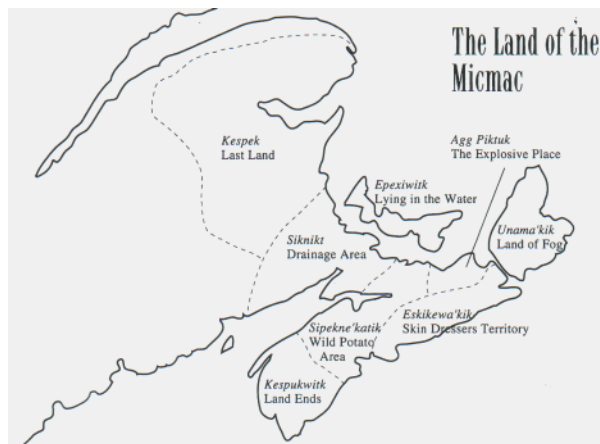 The Land of the
Micmac
Agg Piktuk
The Explosive Place
Kespek
Last Land
Epexiwitk
Lying in the Water
Unama'kik
Land of Fog
Siknikt
Drainage Area
Sipekne'katik
Wild Potato
Area
Eskikewa'kik
Skin Dressers Territory
Kespukwitk
Land Ends